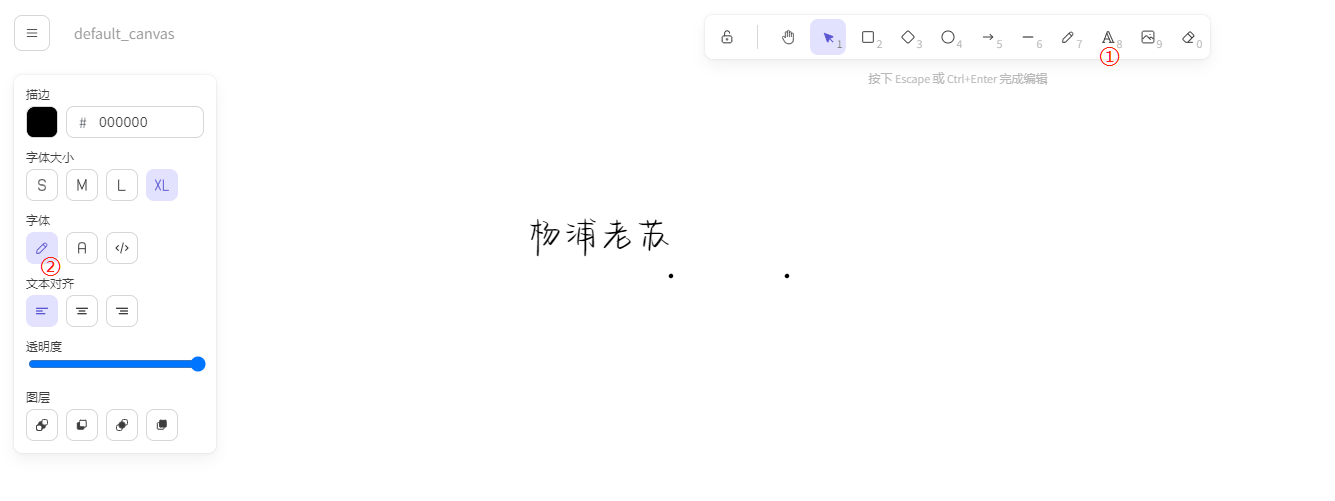 default_canvas
1
2
3
4
5
6
7
8
9
0
①
按下 Escape 或 Ctrl+Enter 完成编辑
描边
# 000000
字体大小
S M L XL
字体
A </>
②
文本对齐
透明度
图层
杨浦老苏